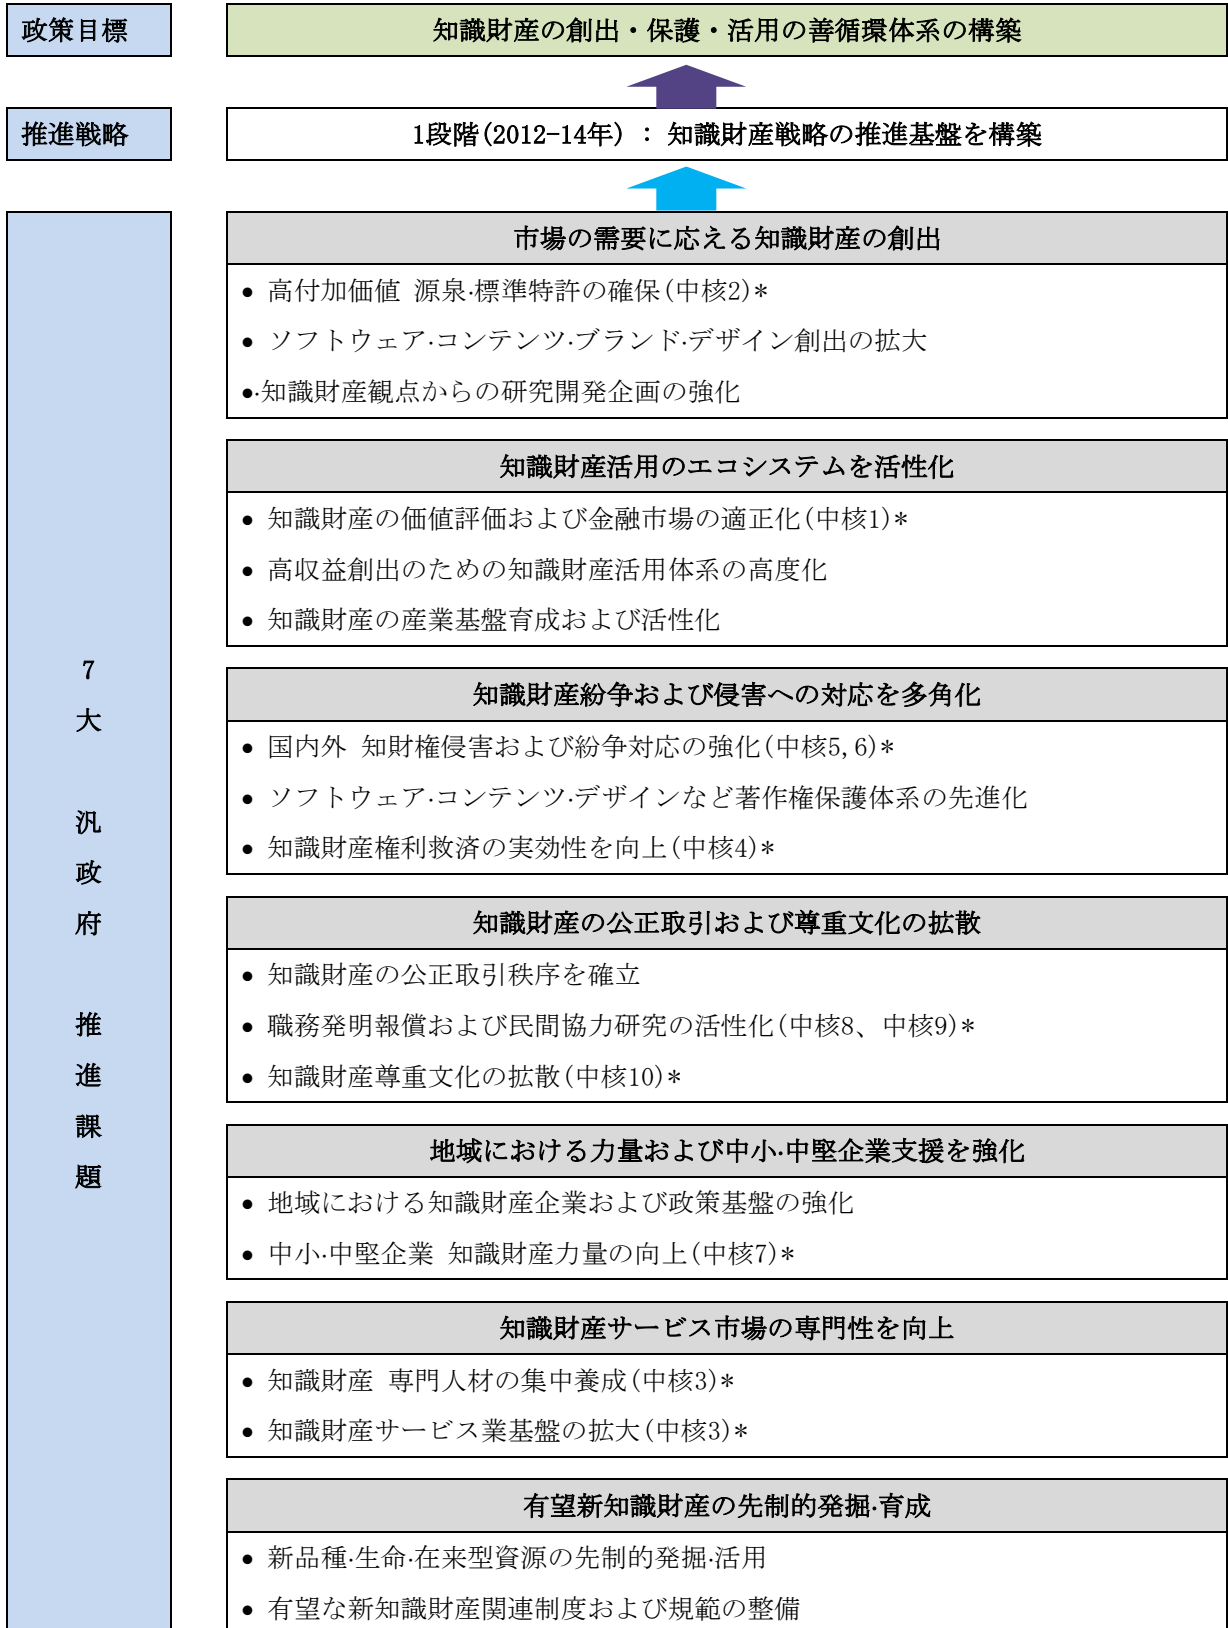 政策目標
知識財産の創出・保護・活用の善循環体系の構築
推進戦略
1段階(2012-14年) : 知識財産戦略の推進基盤を構築
7
大
汎
政
府
推
進
課
題
市場の需要に応える知識財産の創出
● 高付加価値 源泉·標準特許の確保(中核2)*
● ソフトウェア·コンテンツ·ブランド·デザイン創出の拡大
●·知識財産観点からの研究開発企画の強化
知識財産活用のエコシステムを活性化
● 知識財産の価値評価および金融市場の適正化(中核1)*
● 高収益創出のための知識財産活用体系の高度化
● 知識財産の産業基盤育成および活性化
知識財産紛争および侵害への対応を多角化
● 国内外 知財権侵害および紛争対応の強化(中核5,6)*
● ソフトウェア·コンテンツ·デザインなど著作権保護体系の先進化
● 知識財産権利救済の実効性を向上(中核4)*
知識財産の公正取引および尊重文化の拡散
● 知識財産の公正取引秩序を確立
● 職務発明報償および民間協力研究の活性化(中核8、中核9)*
● 知識財産尊重文化の拡散(中核10)*
地域における力量および中小·中堅企業支援を強化
● 地域における知識財産企業および政策基盤の強化
● 中小·中堅企業 知識財産力量の向上(中核7)*
知識財産サービス市場の専門性を向上
● 知識財産 専門人材の集中養成(中核3)*
● 知識財産サービス業基盤の拡大(中核3)*
有望新知識財産の先制的発掘·育成
● 新品種·生命·在来型資源の先制的発掘·活用
● 有望な新知識財産関連制度および規範の整備